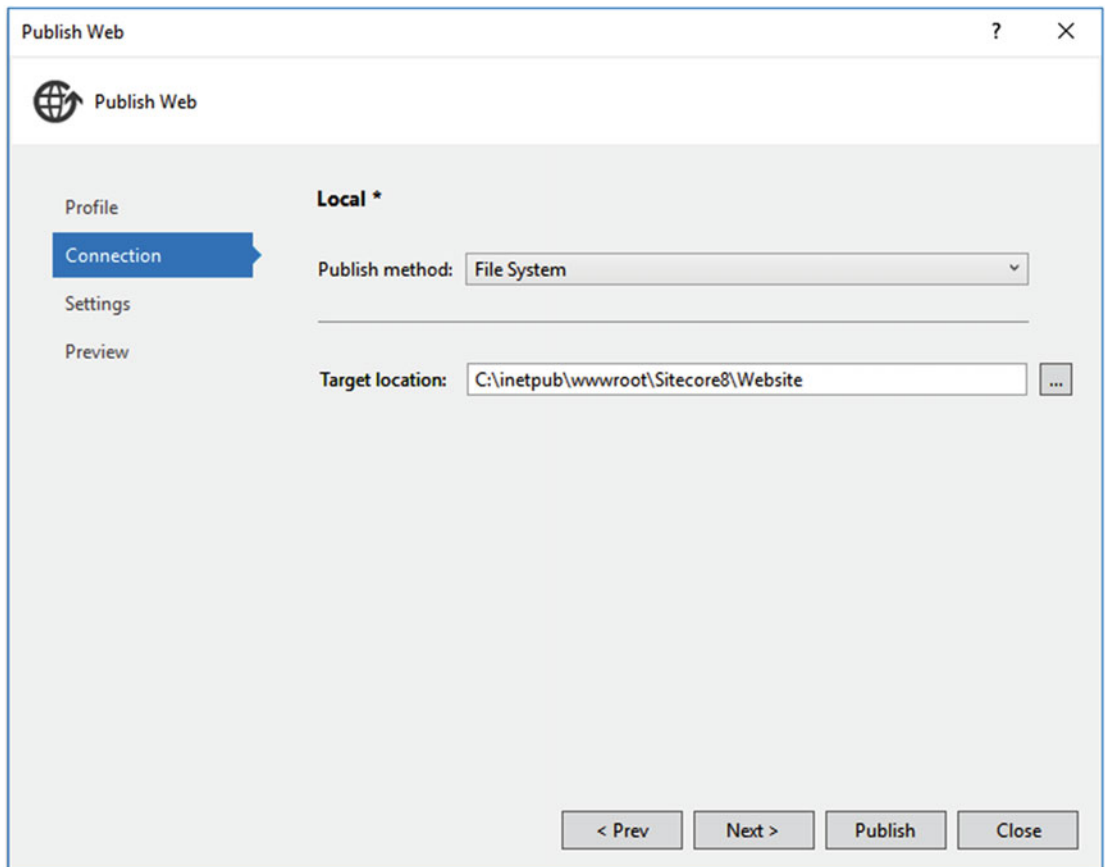 Publish Web
?
Publish Web
Profile
Connection
Settings
Preview
Local *
Publish method: File System
Target location: C:\inetpub\wwwroot\Sitecore8\Website ...
< Prev Next > Publish Close